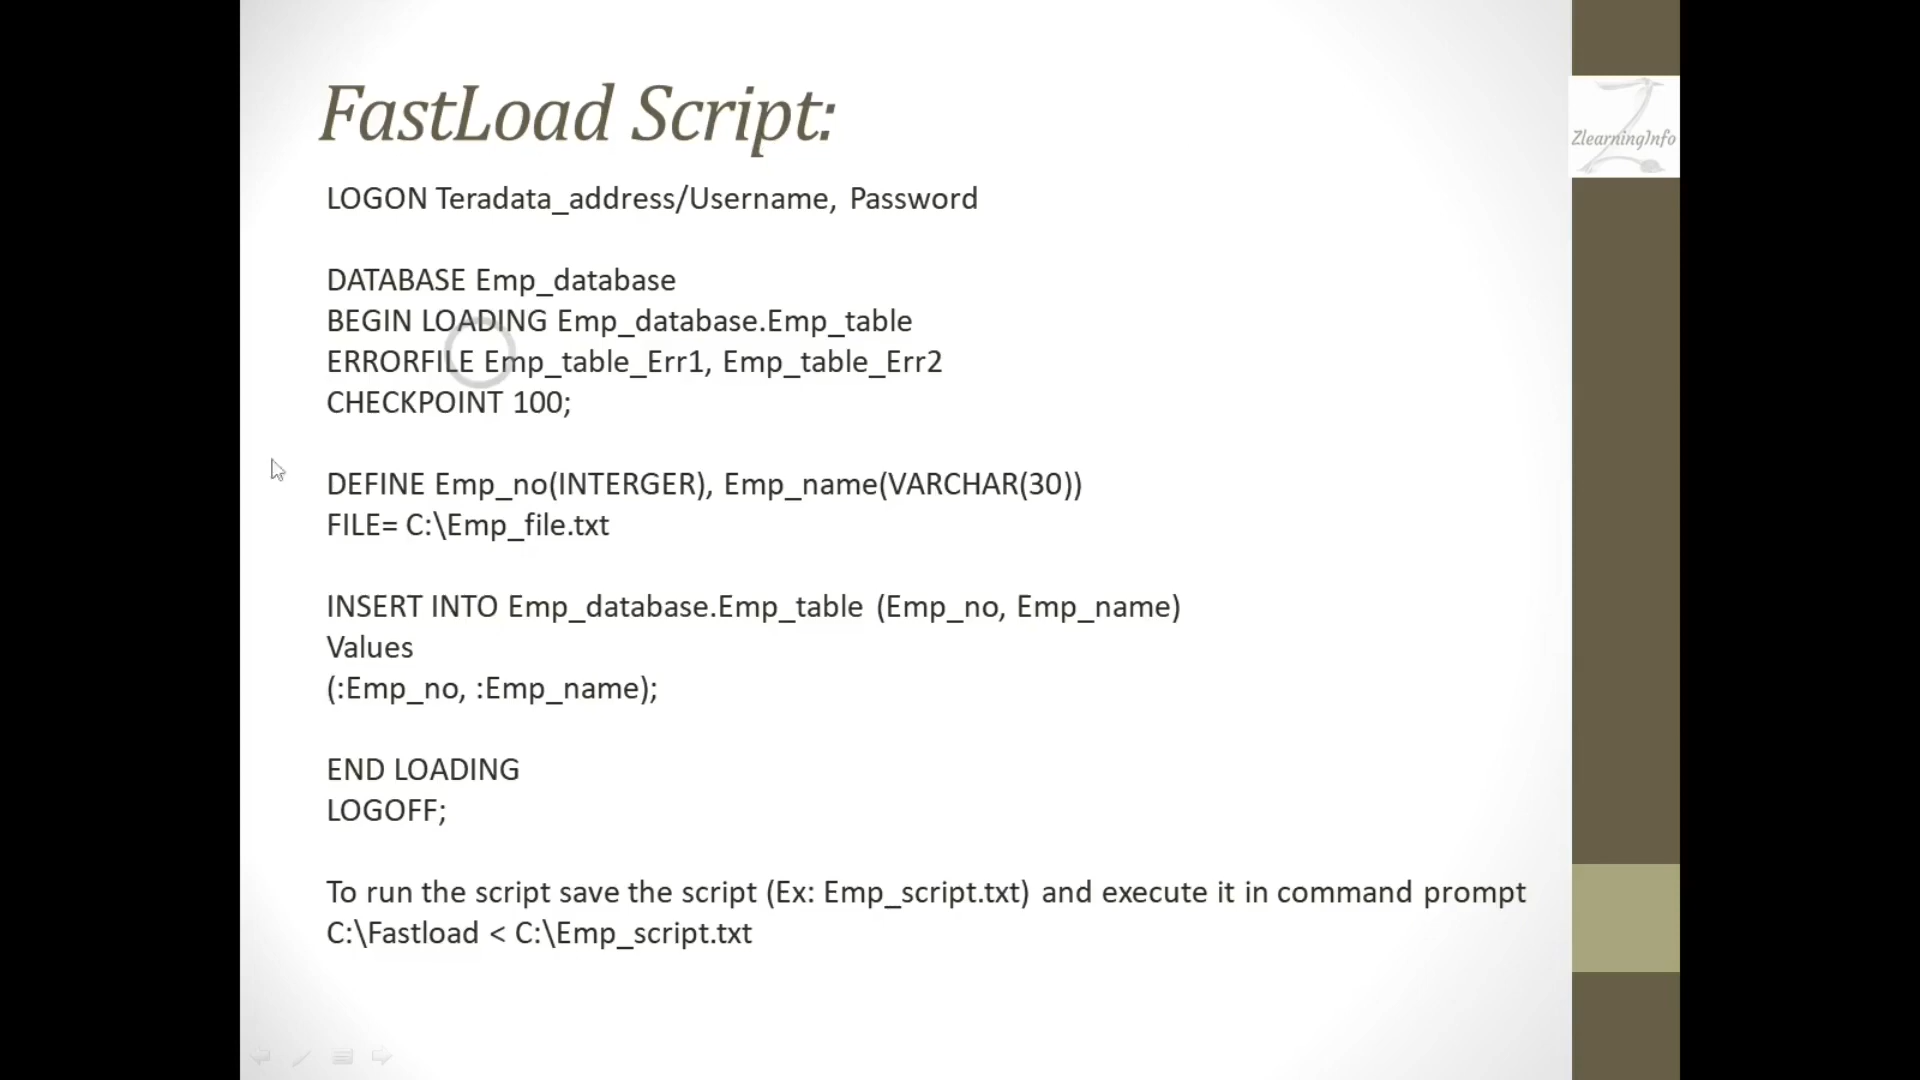 FastLoad Script:
ZlearningInfo
LOGON Teradata_address/Username, Password
DATABASE Emp_database
BEGIN LOADING Emp_database.Emp_table
ERRORFILE Emp_table_Err1, Emp_table_Err2
CHECKPOINT 100;
DEFINE Emp_no(INTERGER), Emp_name(VARCHAR(30))
FILE= C:\Emp_file.txt
INSERT INTO Emp_database.Emp_table (Emp_no, Emp_name)
Values
(:Emp_no, :Emp_name);
END LOADING
LOGOFF;
To run the script save the script (Ex: Emp_script.txt) and execute it in command prompt
C:\Fastload < C:\Emp_script.txt